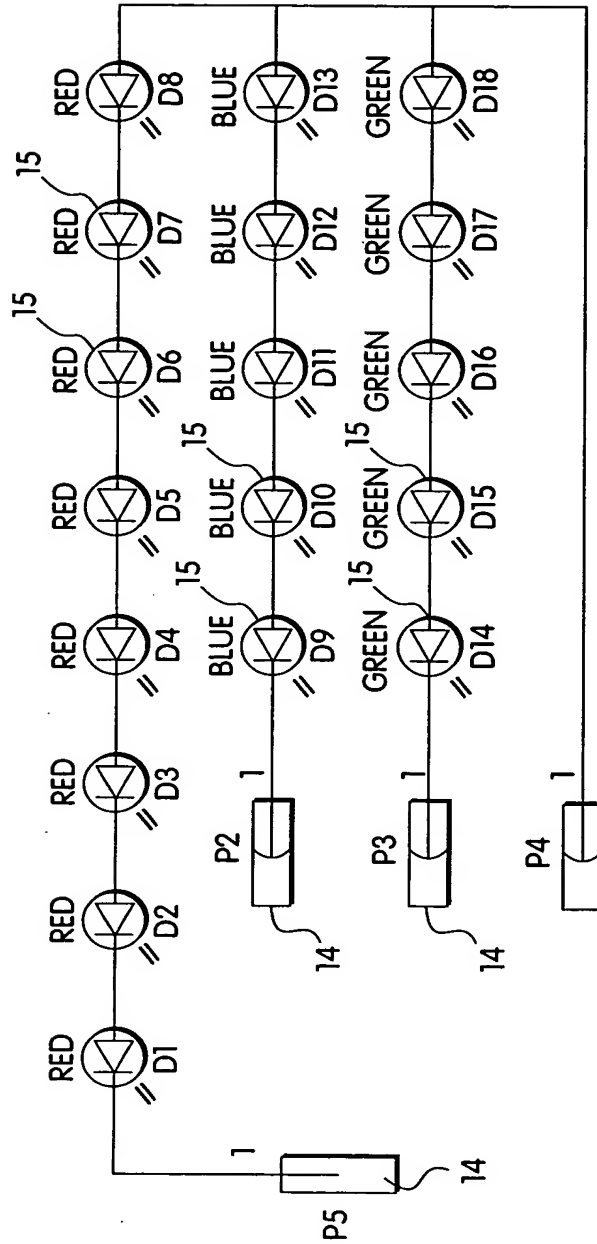 RED RED RED RED RED RED RED RED
15 15
D1 D2 D3 D4 D5 D6 D7 D8
BLUE BLUE BLUE BLUE BLUE
15 15
P2 1
14
D9 D10 D11 D12 D13
GREEN GREEN GREEN GREEN GREEN
15 15
P3 1
14
D14 D15 D16 D17 D18
P5 1
14
P4 1